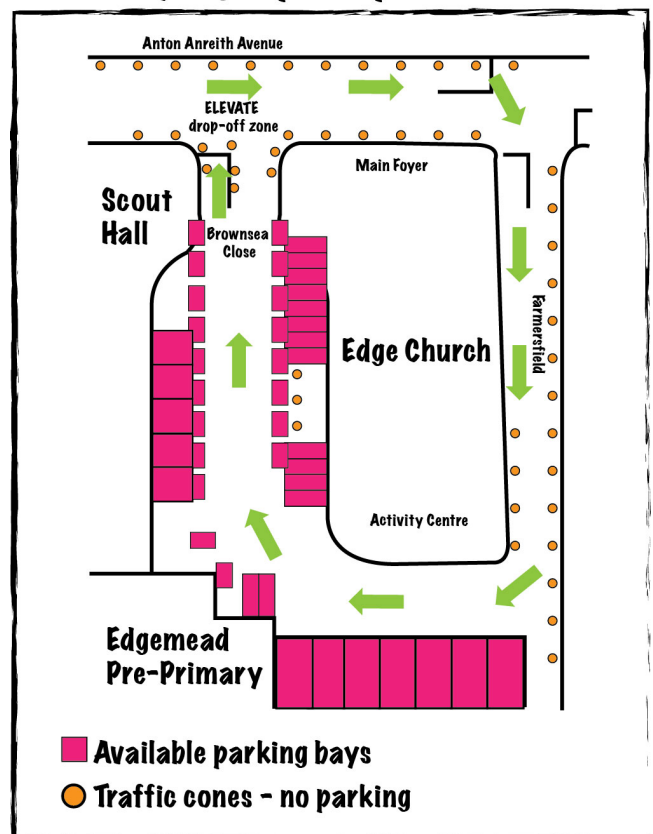 Anton Anreith Avenue
ELEVATE
drop-off zone
Main Foyer
Scout
Hall
Brownsea
Close
Farmersfield
Edge Church
Activity Centre
Edgemead
Pre-Primary
Available parking bays
Traffic cones - no parking